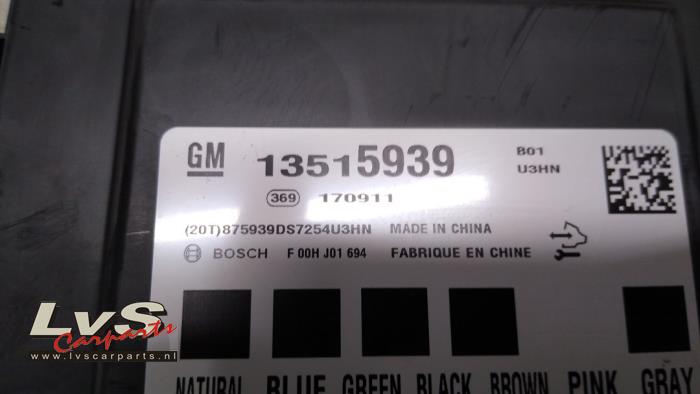 GM 13515939 B01
U3HN
369 170911
(20T)875939DS7254U3HN MADE IN CHINA
BOSCH F 00H J01 694 FABRIQUE EN CHINE
NATURAL BLUE GREEN BLACK BROWN PINK GRAY
LvS
Carparts
www.lvscarparts.nl